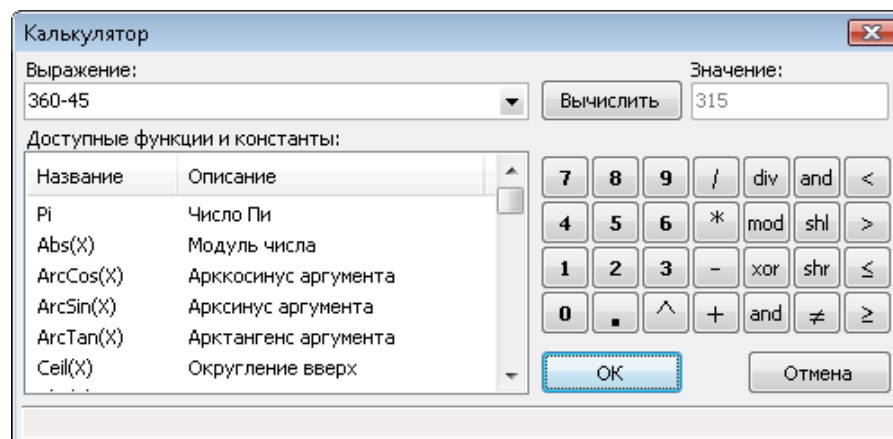 Калькулятор
Выражение:
Значение:
360-45
Вычислить
315
Доступные функции и константы:
Название Описание
Pi Число Пи
Abs(X) Модуль числа
ArcCos(X) Арккосинус аргумента
ArcSin(X) Арксинус аргумента
ArcTan(X) Арктангенс аргумента
Ceil(X) Округление вверх
7 8 9 / div and <
4 5 6 * mod shl >
1 2 3 - xor shr ≤
0 . ^ + and ≠ ≥
OK Отмена